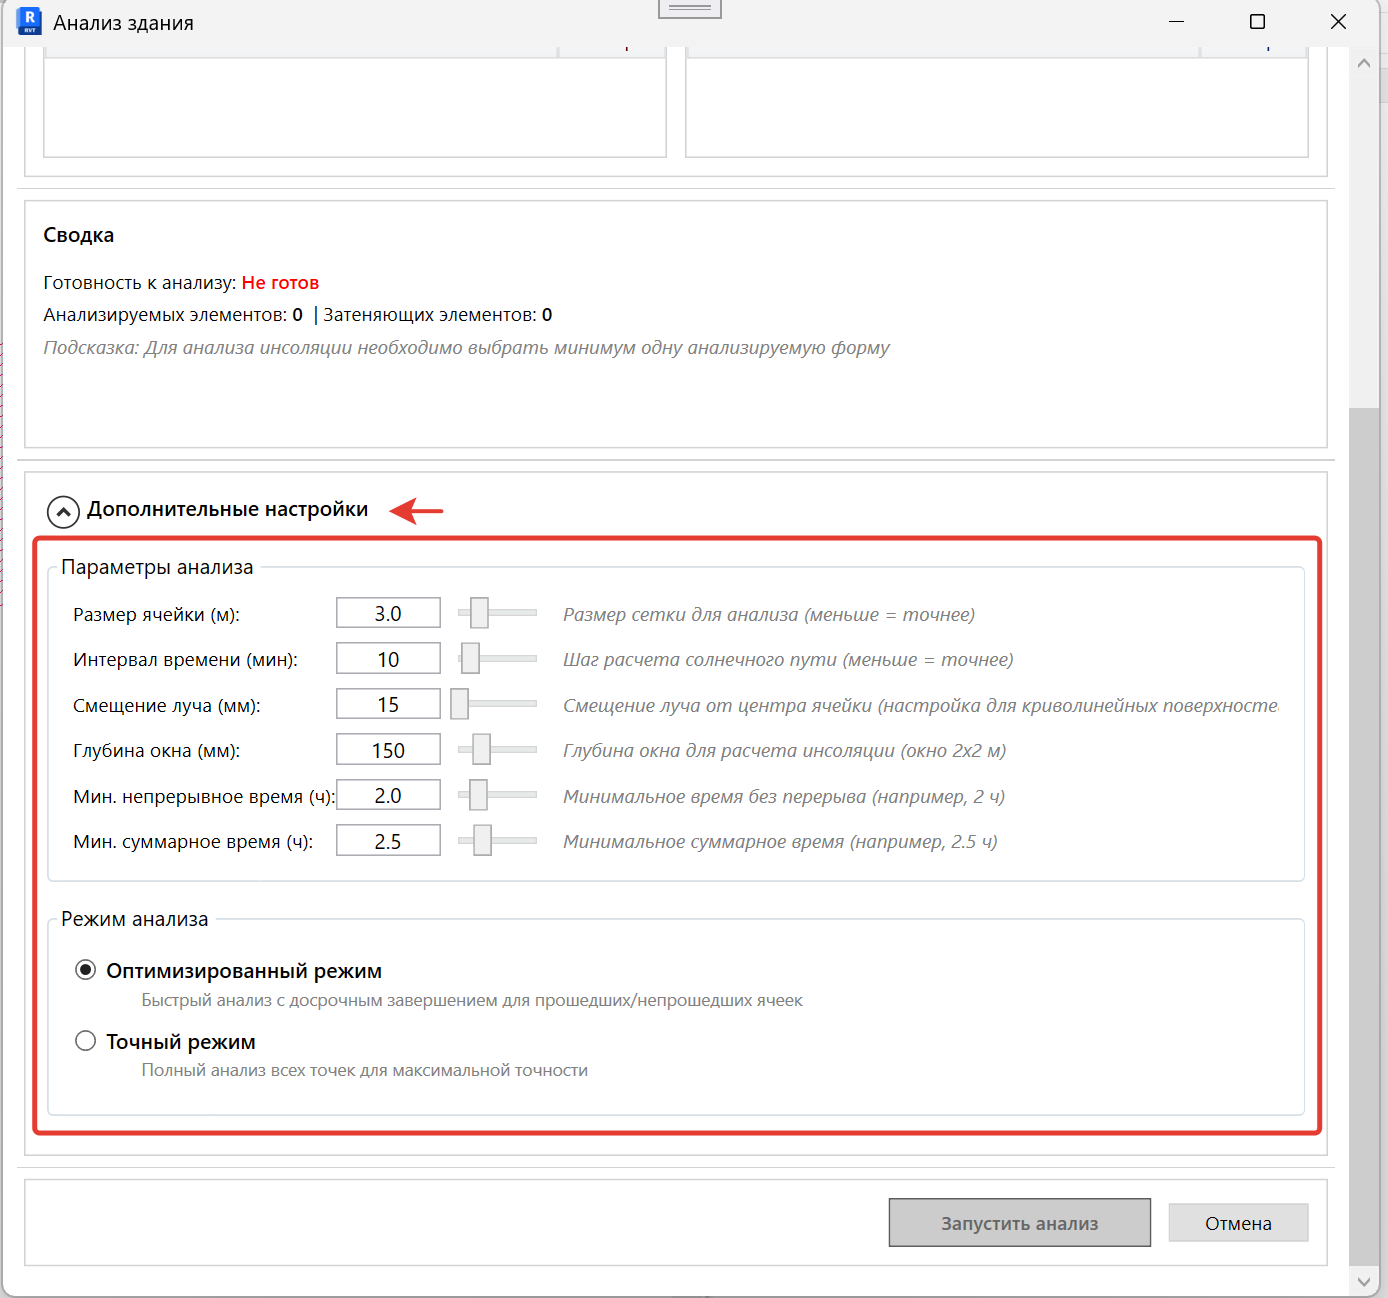 R
RVT
Анализ здания
Сводка
Готовность к анализу: Не готов
Анализируемых элементов: 0 | Затеняющих элементов: 0
Подсказка: Для анализа инсоляции необходимо выбрать минимум одну анализируемую форму
Дополнительные настройки
Параметры анализа
Размер ячейки (м): 3.0 Размер сетки для анализа (меньше = точнее)
Интервал времени (мин): 10 Шаг расчета солнечного пути (меньше = точнее)
Смещение луча (мм): 15 Смещение луча от центра ячейки (настройка для криволинейных поверхносте
Глубина окна (мм): 150 Глубина окна для расчета инсоляции (окно 2x2 м)
Мин. непрерывное время (ч): 2.0 Минимальное время без перерыва (например, 2 ч)
Мин. суммарное время (ч): 2.5 Минимальное суммарное время (например, 2.5 ч)
Режим анализа
Оптимизированный режим
Быстрый анализ с досрочным завершением для прошедших/непрошедших ячеек
Точный режим
Полный анализ всех точек для максимальной точности
Запустить анализ Отмена